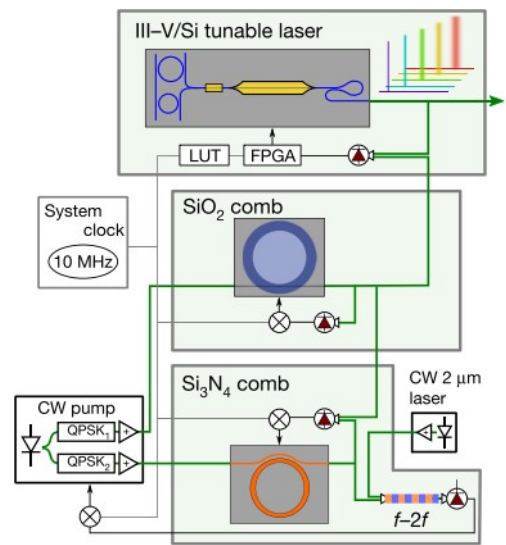 III–V/Si tunable laser
LUT
FPGA
System
clock
10 MHz
SiO₂ comb
Si₃N₄ comb
CW 2 μm
laser
CW pump
QPSK₁
+
QPSK₂
+
+
f–2f